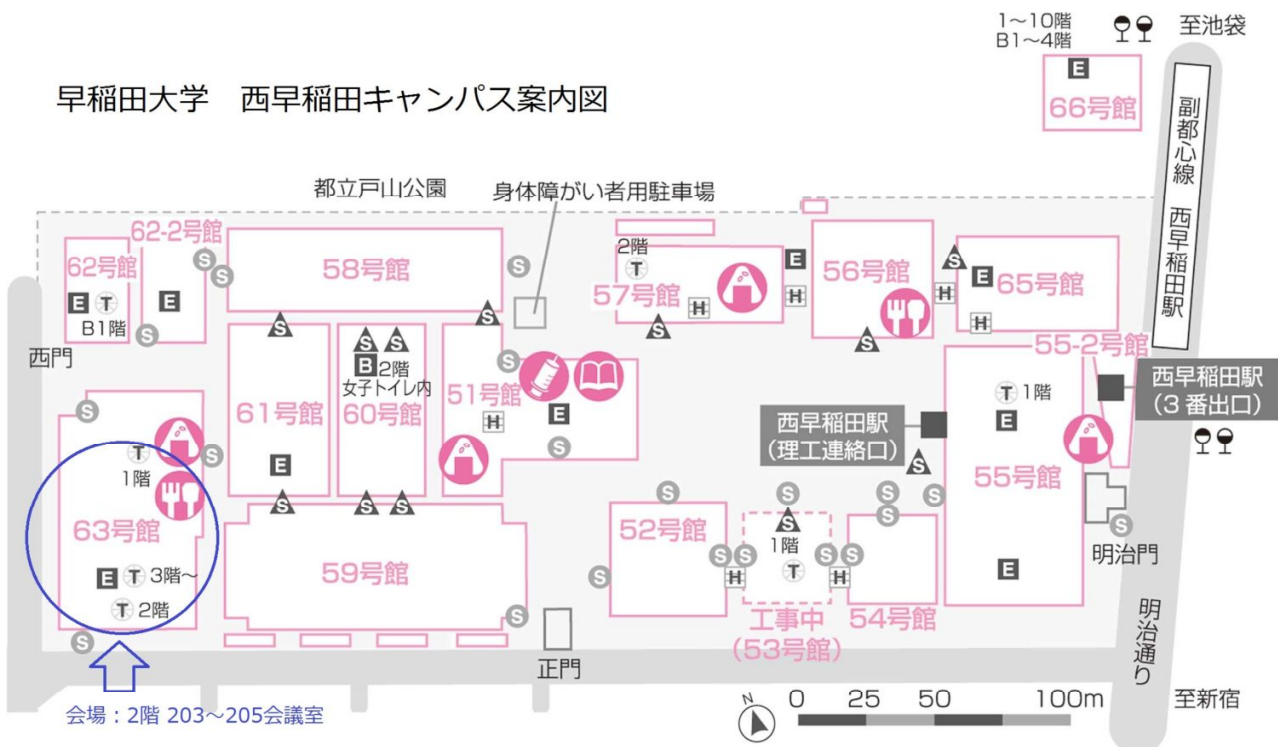 1～10階
B1～4階
至池袋
早稲田大学　西早稲田キャンパス案内図
E
66号館
副都心線　西早稲田駅
都立戸山公園
身体障がい者用駐車場
62-2号館
62号館
E T
B1階
E
S
S
S
58号館
S
S
2階
T
57号館
H
S
E
H
56号館
S
H
S
E
65号館
H
55-2号館
西門
S
61号館
E
S
S
S
B 2階
女子トイレ内
60号館
S
S
51号館
H
S
E
S
西早稲田駅
（理工連絡口）
S
T 1階
E
55号館
E
西早稲田駅
（3 番出口）
S
T
1階
S
63号館
E T 3階～
T 2階
S
59号館
S
S
52号館
S
S
S
H
S
S
1階
T
S
S
H
工事中
（53号館）
S
S
54号館
S
S
明治門
正門
明治通り
会場：2階 203～205会議室
N
0 25 50 100m
至新宿